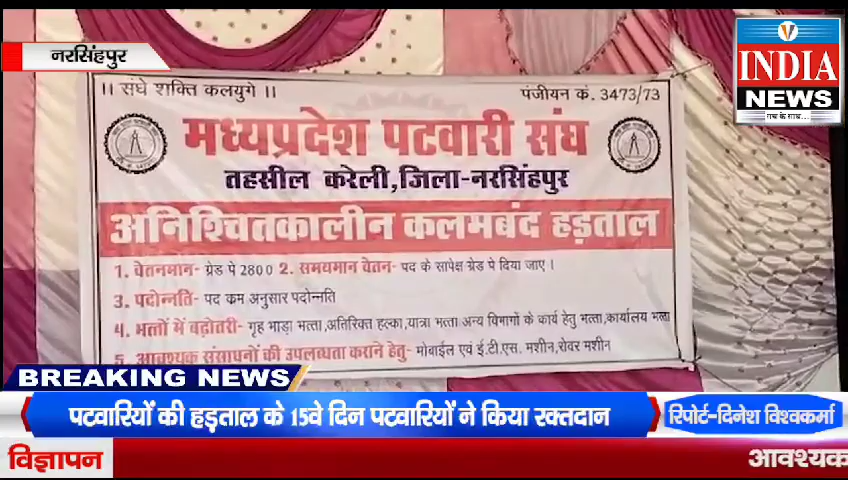 नरसिंहपुर
V
INDIA
NEWS
सच के साथ...
।। संघे शक्ति कलयुगे ।।
पंजीयन कं. 3473/73
मध्यप्रदेश पटवारी संघ
तहसील करेली,जिला-नरसिंहपुर
अनिश्चितकालीन कलमबंद हड़ताल
1. वेतनमान- ग्रेड पे 2800 2. समयमान वेतन- पद के सापेक्ष ग्रेड पे दिया जाए ।
3. पदोन्नति- पद कम अनुसार पदोन्नति
4. भत्तों में बढ़ोतरी- गृह भाड़ा भत्ता,अतिरिक्त हल्का,यात्रा भत्ता अन्य विभागों के कार्य हेतु भत्ता,कार्यालय भत्ता
5. आवश्यक संसाधनों की उपलब्धता कराने हेतु- मोबाईल एवं ई.टी.एस. मशीन,रोवर मशीन
BREAKING NEWS
पटवारियों की हड़ताल के 15वे दिन पटवारियों ने किया रक्तदान
रिपोर्ट-दिनेश विश्वकर्मा
विज्ञापन
आवश्यक